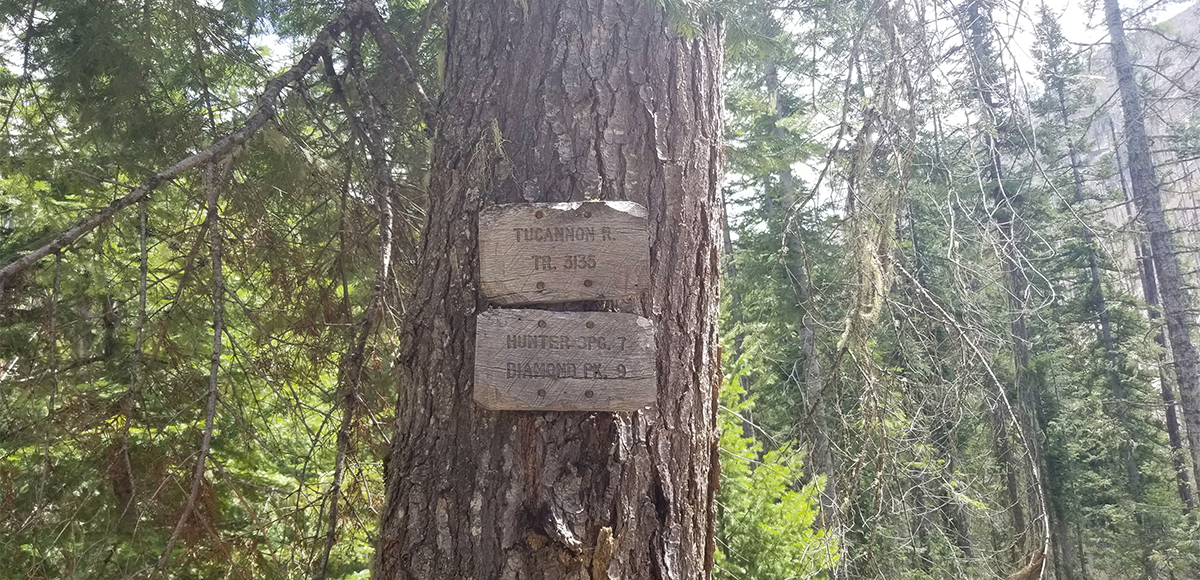 TUCANNON R.
TR. 3135
HUNTER SPG. 7
DIAMOND PK. 9